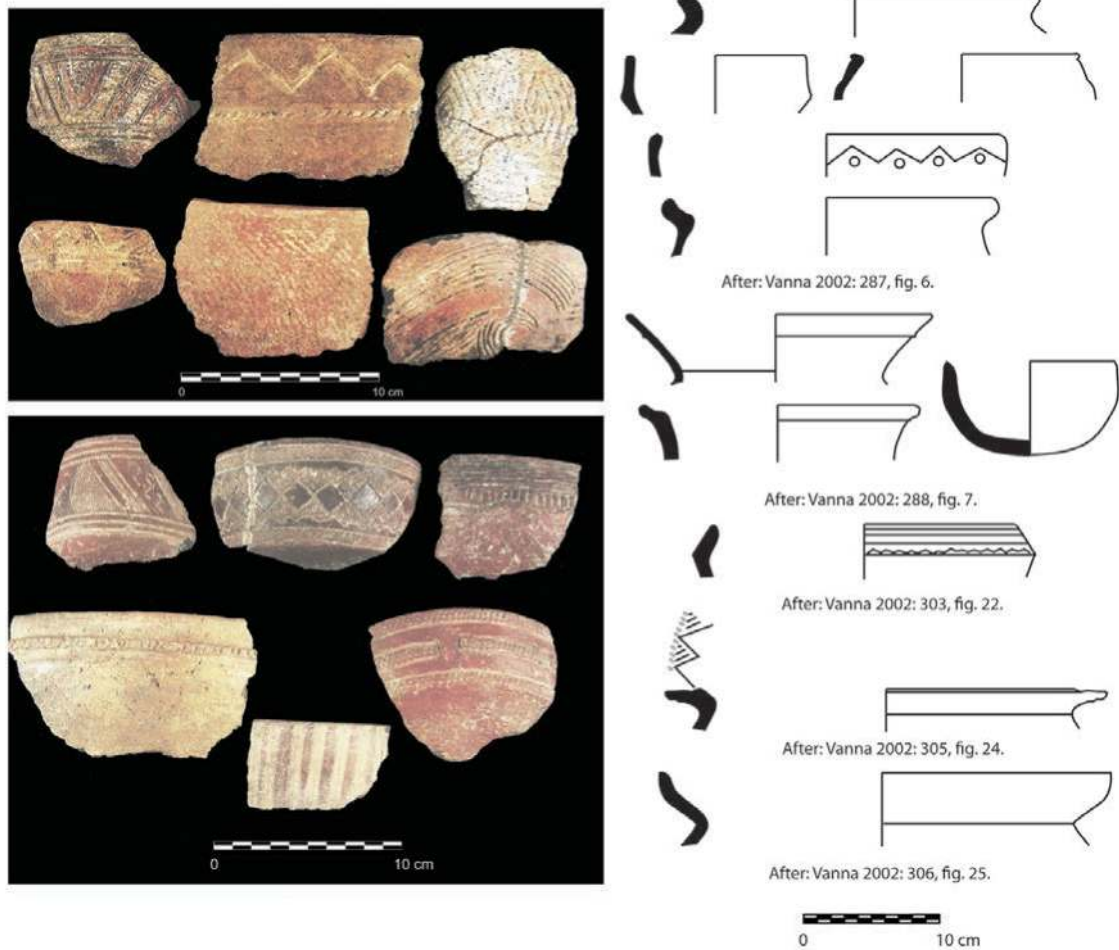 0 10 cm
0 10 cm
After: Vanna 2002: 287, fig. 6.
After: Vanna 2002: 288, fig. 7.
After: Vanna 2002: 303, fig. 22.
After: Vanna 2002: 305, fig. 24.
After: Vanna 2002: 306, fig. 25.
0 10 cm